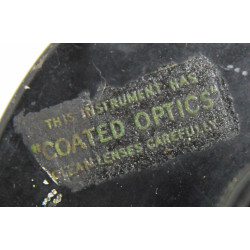 THIS INSTRUMENT HAS
"COATED OPTICS"
CLEAN LENSES CAREFULLY